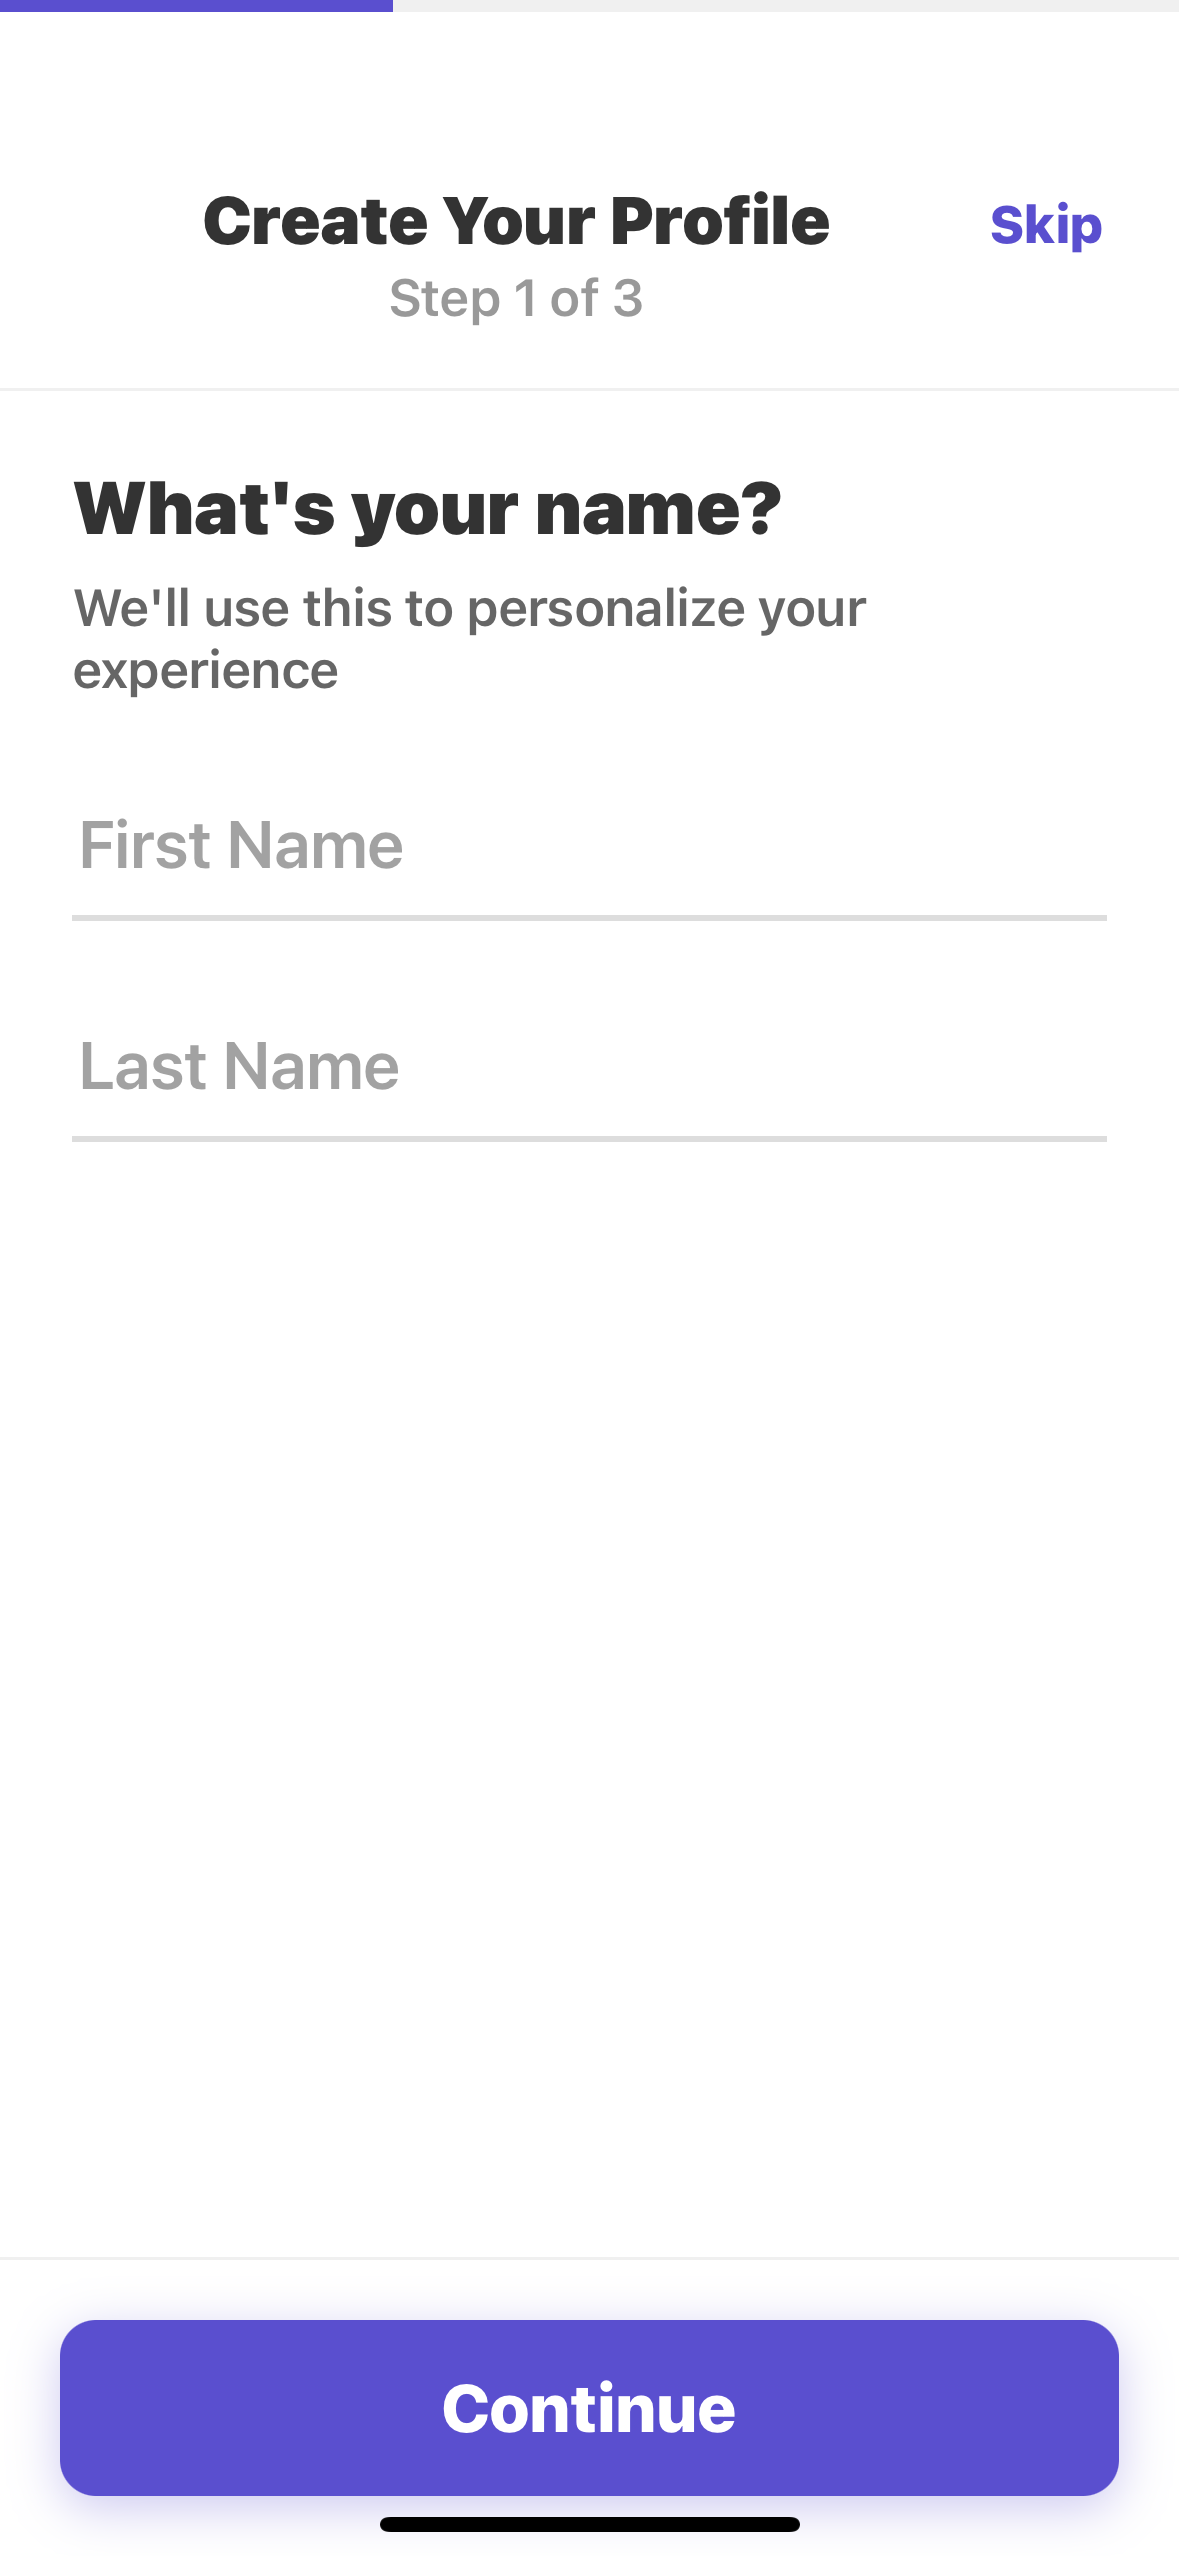 Create Your Profile
Skip
Step 1 of 3
What's your name?
We'll use this to personalize your
experience
First Name
Last Name
Continue